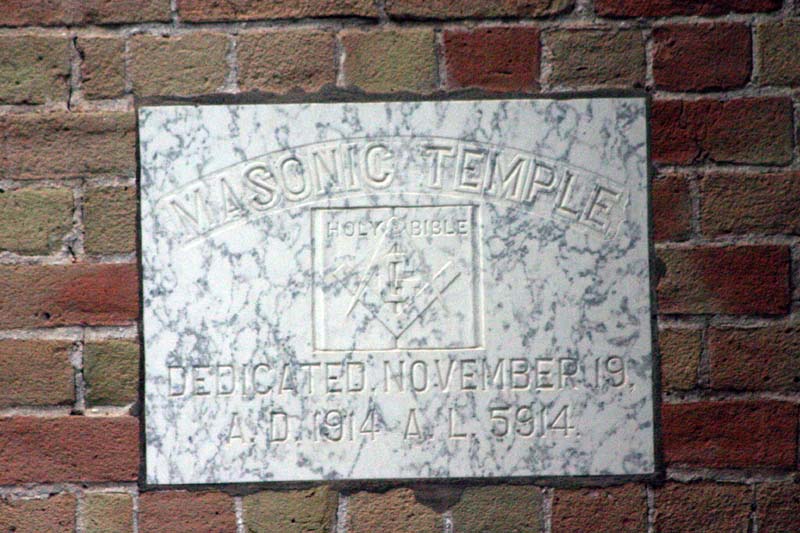 MASONIC TEMPLE
HOLY BIBLE
G
DEDICATED. NOVEMBER 19,
A. D. 1914 A. L. 5914.